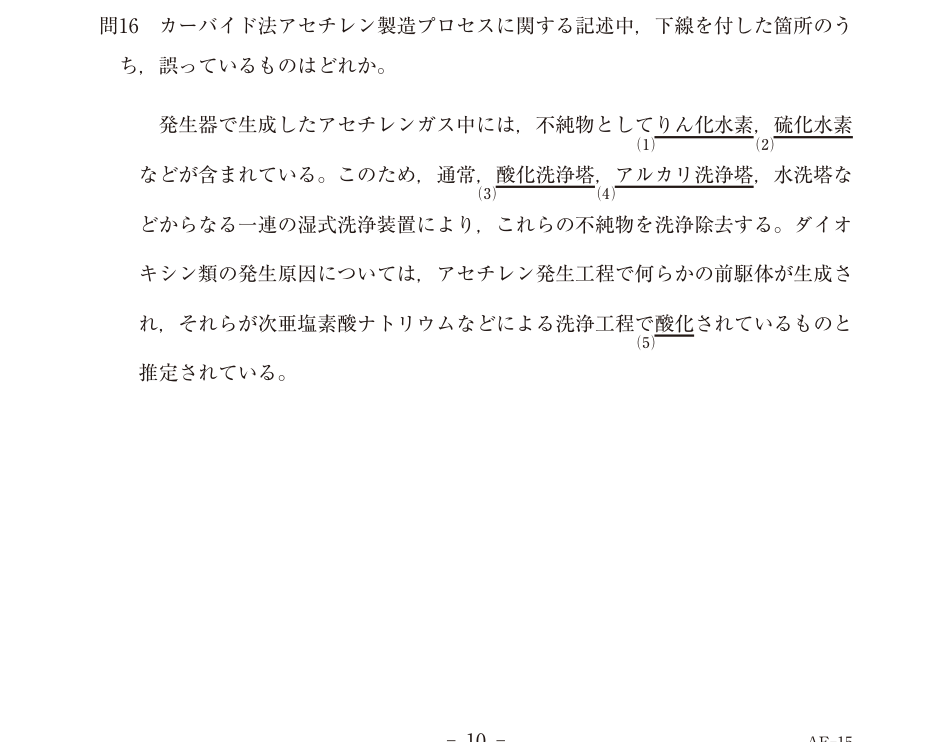 問16 カーバイド法アセチレン製造プロセスに関する記述中，下線を付した箇所のう
ち，誤っているものはどれか。
発生器で生成したアセチレンガス中には，不純物としてりん化水素，硫化水素
(1) (2)
などが含まれている。このため，通常，酸化洗浄塔，アルカリ洗浄塔，水洗塔な
(3) (4)
どからなる一連の湿式洗浄装置により，これらの不純物を洗浄除去する。ダイオ
キシン類の発生原因については，アセチレン発生工程で何らかの前駆体が生成さ
れ，それらが次亜塩素酸ナトリウムなどによる洗浄工程で酸化されているものと
(5)
推定されている。
− 10 −